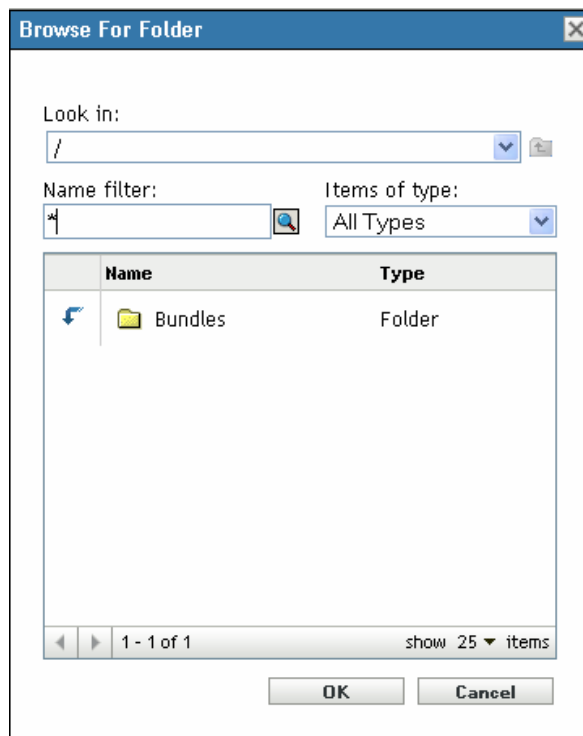 Browse For Folder
Look in:
/
Name filter: Items of type:
* All Types
Name Type
Bundles Folder
1 - 1 of 1 show 25 items
OK Cancel